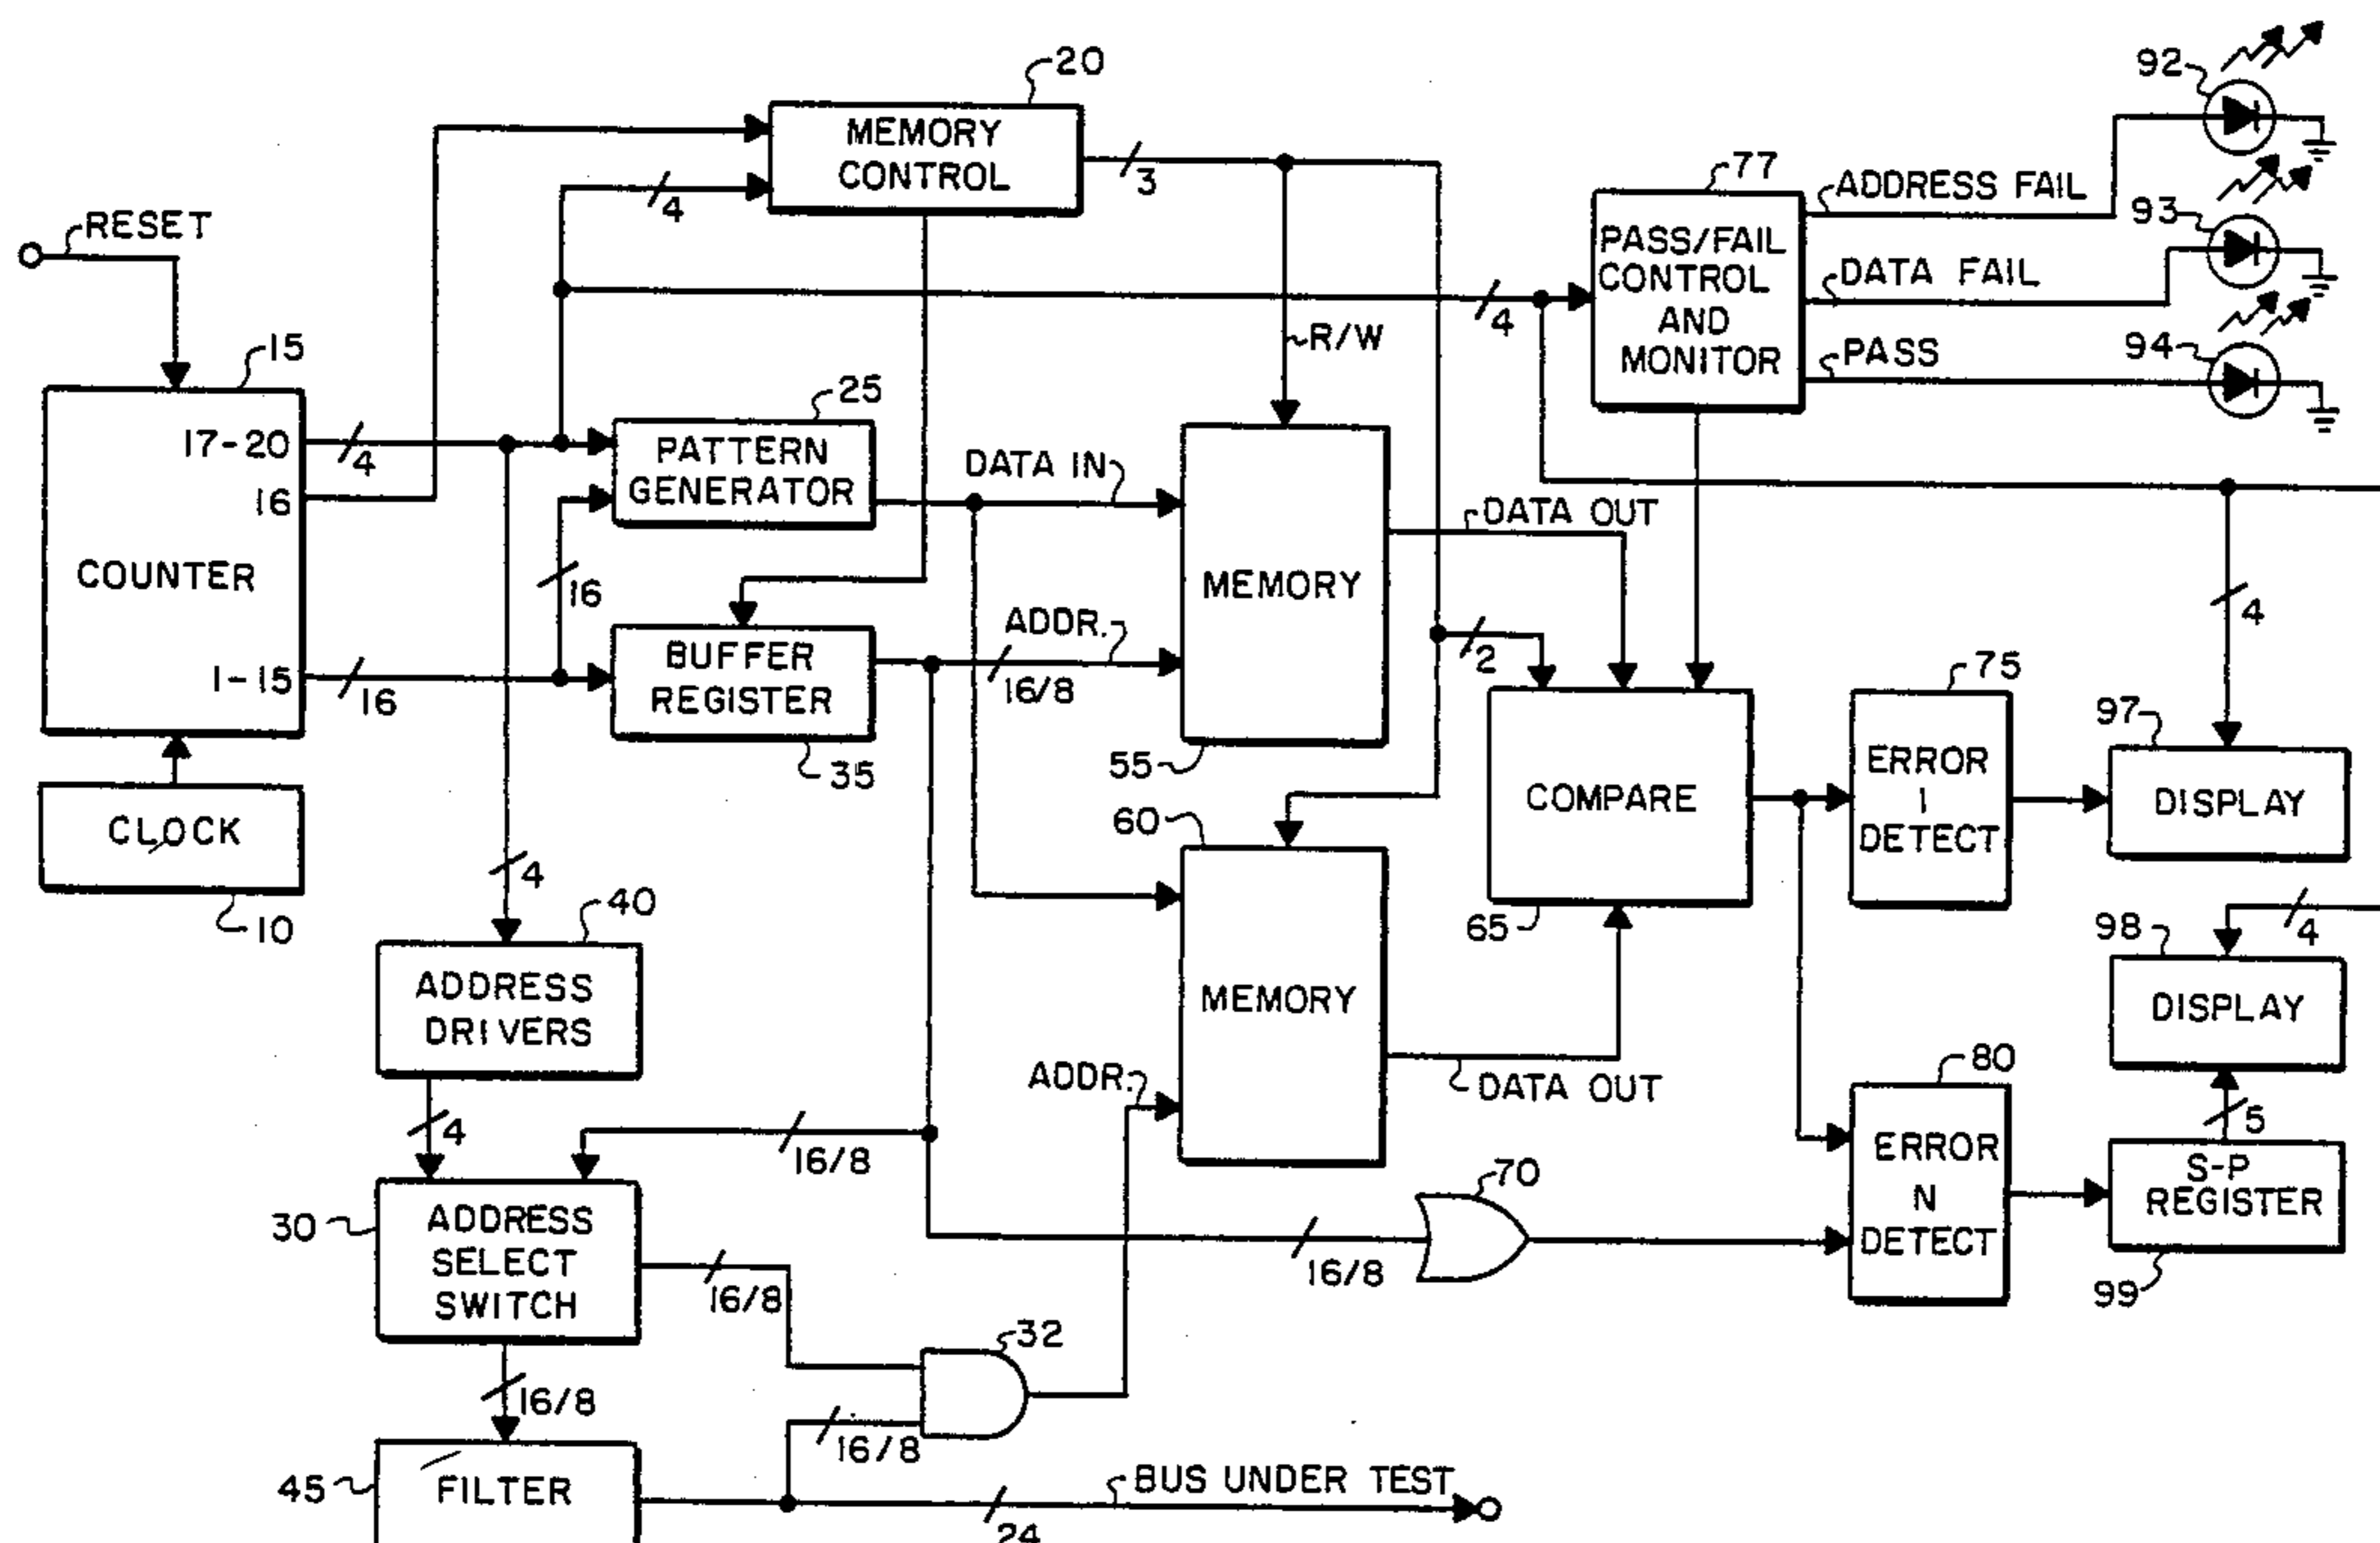 20
MEMORY
CONTROL
3
4
RESET
15
17-20
4
16
COUNTER
1-15
16
CLOCK
10
25
PATTERN
GENERATOR
16
BUFFER
REGISTER
35
DATA IN
ADDR.
16/8
R/W
MEMORY
55
DATA OUT
77
PASS/FAIL
CONTROL
AND
MONITOR
4
ADDRESS FAIL
DATA FAIL
PASS
92
93
94
2
COMPARE
65
75
ERROR
1
DETECT
4
97
DISPLAY
4
98
DISPLAY
5
S-P
REGISTER
99
4
40
ADDRESS
DRIVERS
4
16/8
30
ADDRESS
SELECT
SWITCH
16/8
16/8
45
FILTER
60
MEMORY
ADDR.
DATA OUT
70
16/8
80
ERROR
N
DETECT
32
16/8
BUS UNDER TEST
24